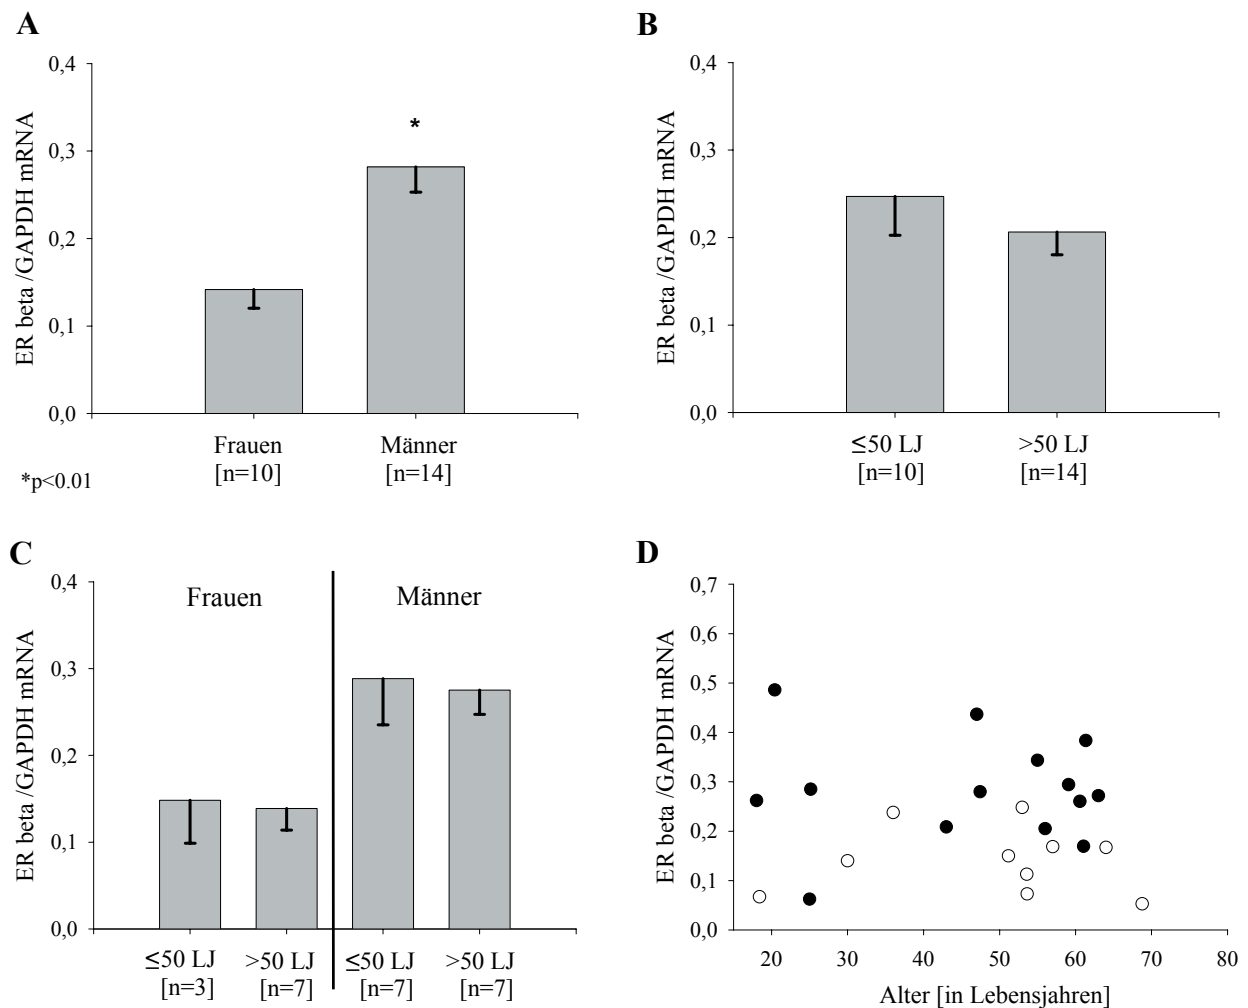 A
ER beta /GAPDH mRNA
0,4
0,3
0,2
0,1
0,0
*
Frauen
[n=10]
Männer
[n=14]
*p<0.01
B
ER beta /GAPDH mRNA
0,4
0,3
0,2
0,1
0,0
≤50 LJ
[n=10]
>50 LJ
[n=14]
C
ER beta /GAPDH mRNA
0,4
0,3
0,2
0,1
0,0
Frauen
Männer
≤50 LJ
[n=3]
>50 LJ
[n=7]
≤50 LJ
[n=7]
>50 LJ
[n=7]
D
ER beta /GAPDH mRNA
0,7
0,6
0,5
0,4
0,3
0,2
0,1
0,0
20 30 40 50 60 70 80
Alter [in Lebensjahren]